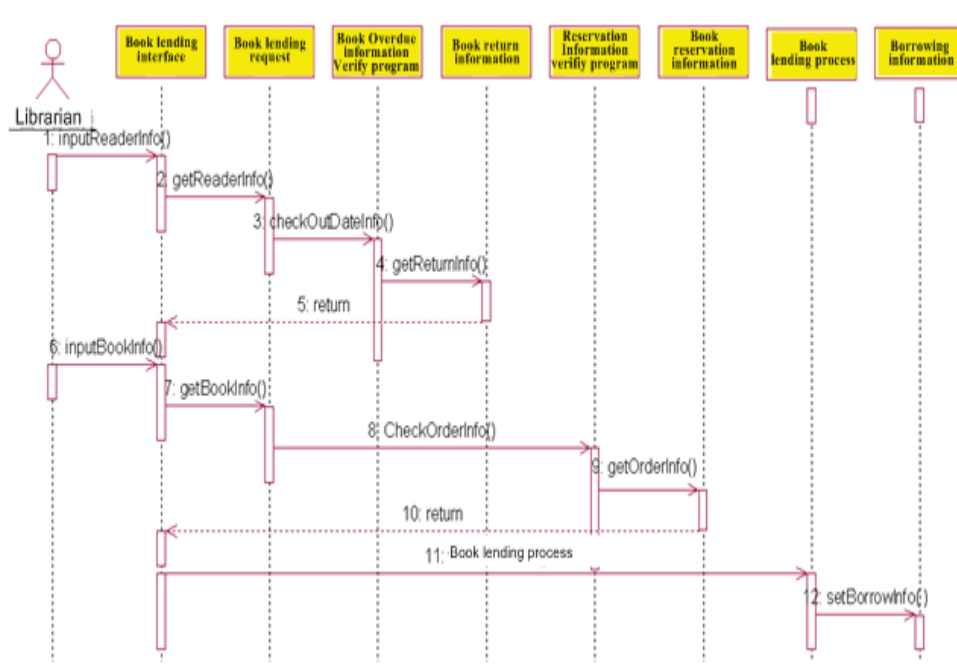 Book lending
interface
Book lending
request
Book Overdue
information
Verify program
Book return
information
Reservation
Information
verifiy program
Book
reservation
information
Book
lending process
Borrowing
information
Librarian
1: inputReaderInfo()
2: getReaderInfo()
3: checkOutDateInfo()
4: getReturnInfo()
5: return
6: inputBookInfo()
7: getBookInfo()
8: CheckOrderInfo()
9: getOrderInfo()
10: return
11: Book lending process
12: setBorrowInfo()